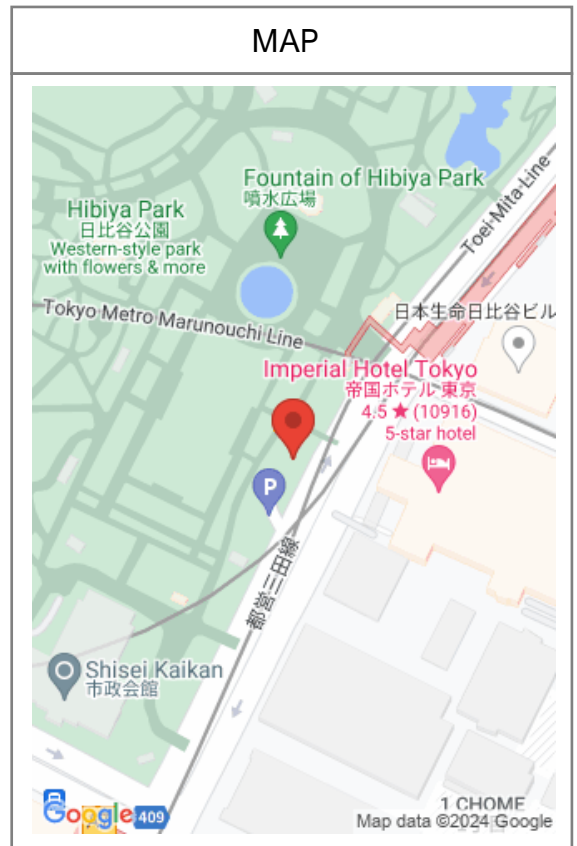 MAP
Fountain of Hibiya Park
噴水広場
Hibiya Park
日比谷公園
Western-style park
with flowers & more
Toei-Mita-Line
Tokyo Metro Marunouchi Line
日本生命日比谷ビル
Imperial Hotel Tokyo
帝国ホテル 東京
4.5 ★ (10916)
5-star hotel
P
都営三田線
Shisei Kaikan
市政会館
1 CHOME
Google
409
Map data ©2024 Google